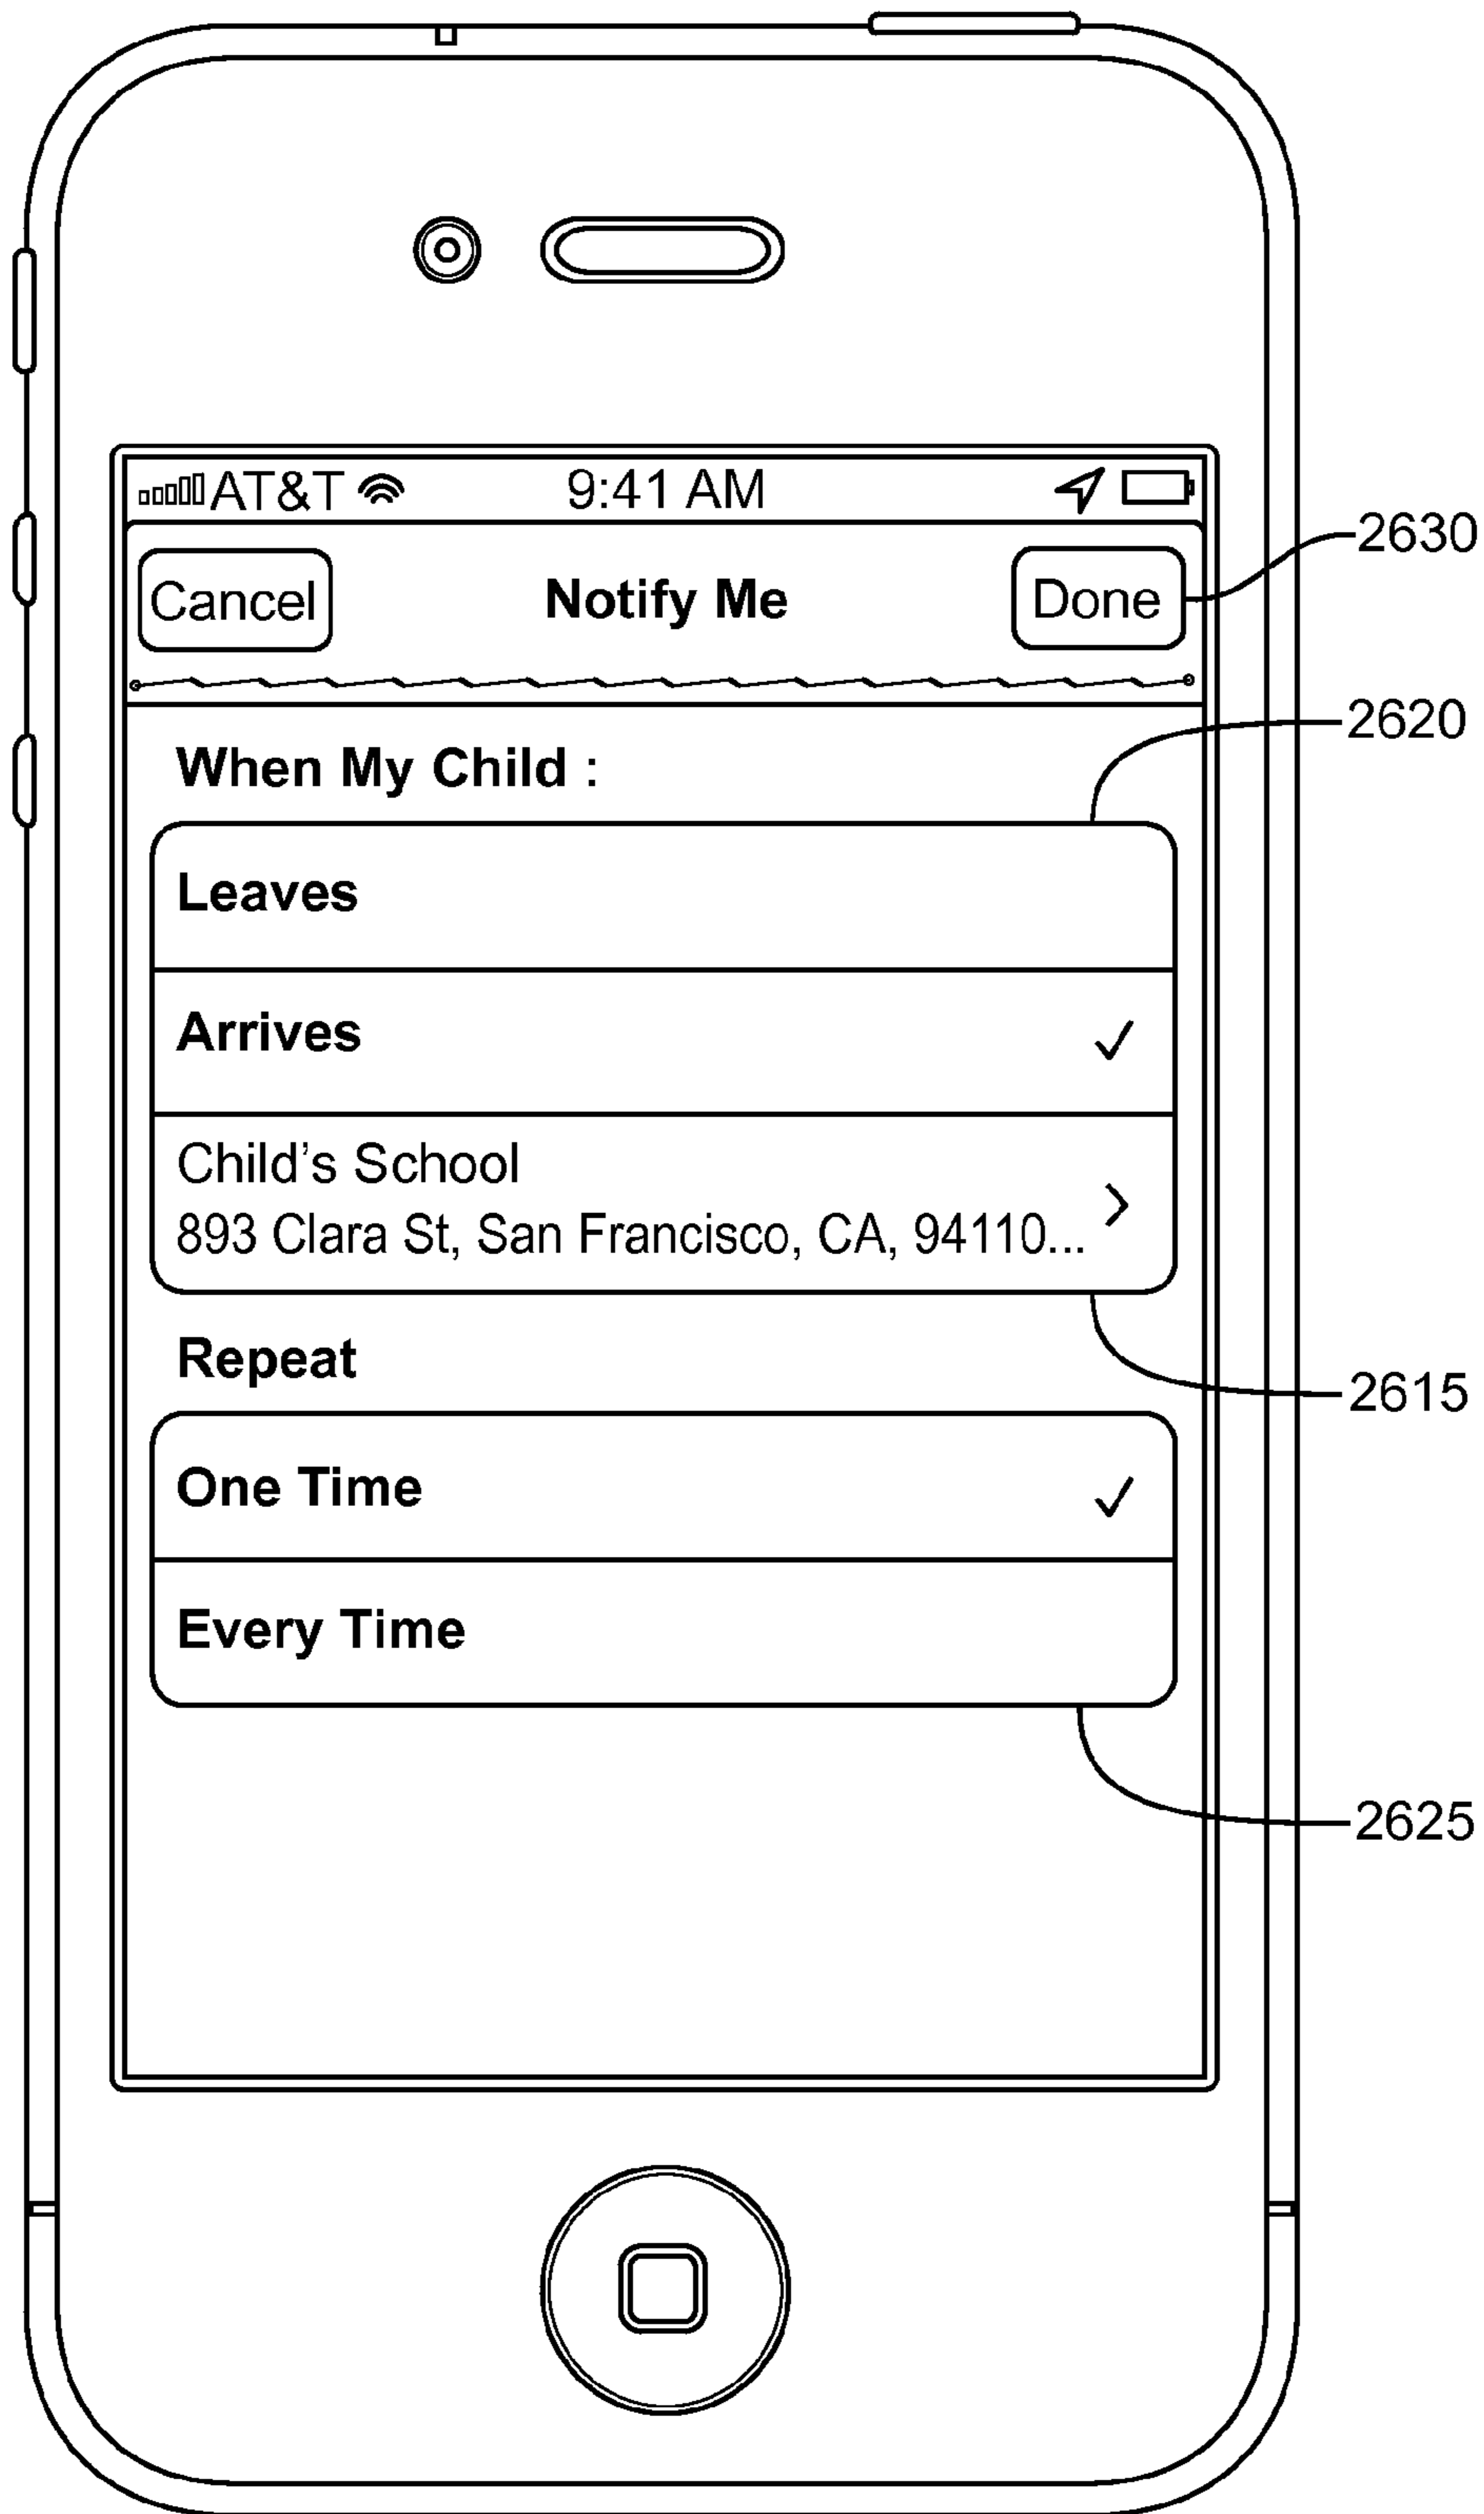 AT&T 9:41 AM
Cancel Notify Me Done
2630
2620
When My Child :
Leaves
Arrives
Child's School
893 Clara St, San Francisco, CA, 94110...
Repeat
2615
One Time
Every Time
2625